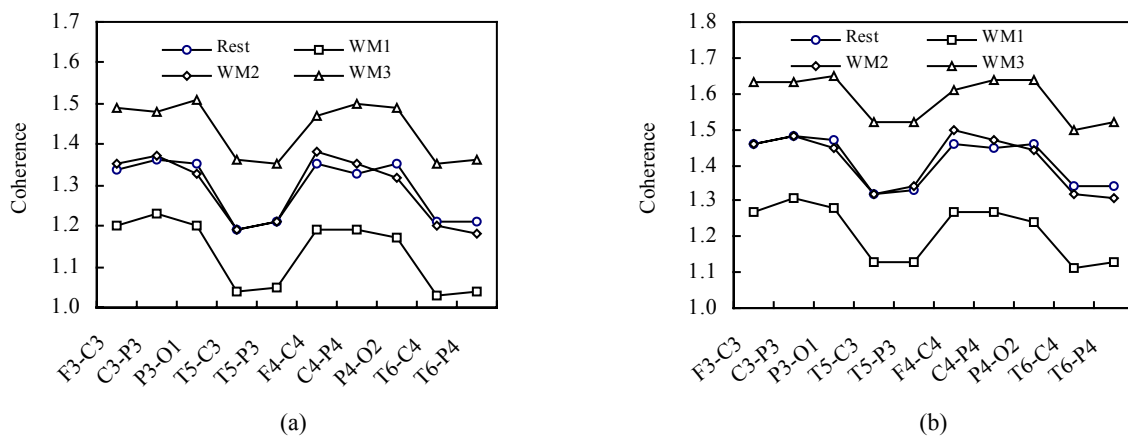 1.7
1.6
1.5
1.4
1.3
1.2
1.1
1.0
Coherence
Rest WM1
WM2 WM3
F3-C3 C3-P3 P3-O1 T5-C3 T5-P3 F4-C4 C4-P4 P4-O2 T6-C4 T6-P4
(a)
1.8
1.7
1.6
1.5
1.4
1.3
1.2
1.1
1.0
Coherence
Rest WM1
WM2 WM3
F3-C3 C3-P3 P3-O1 T5-C3 T5-P3 F4-C4 C4-P4 P4-O2 T6-C4 T6-P4
(b)